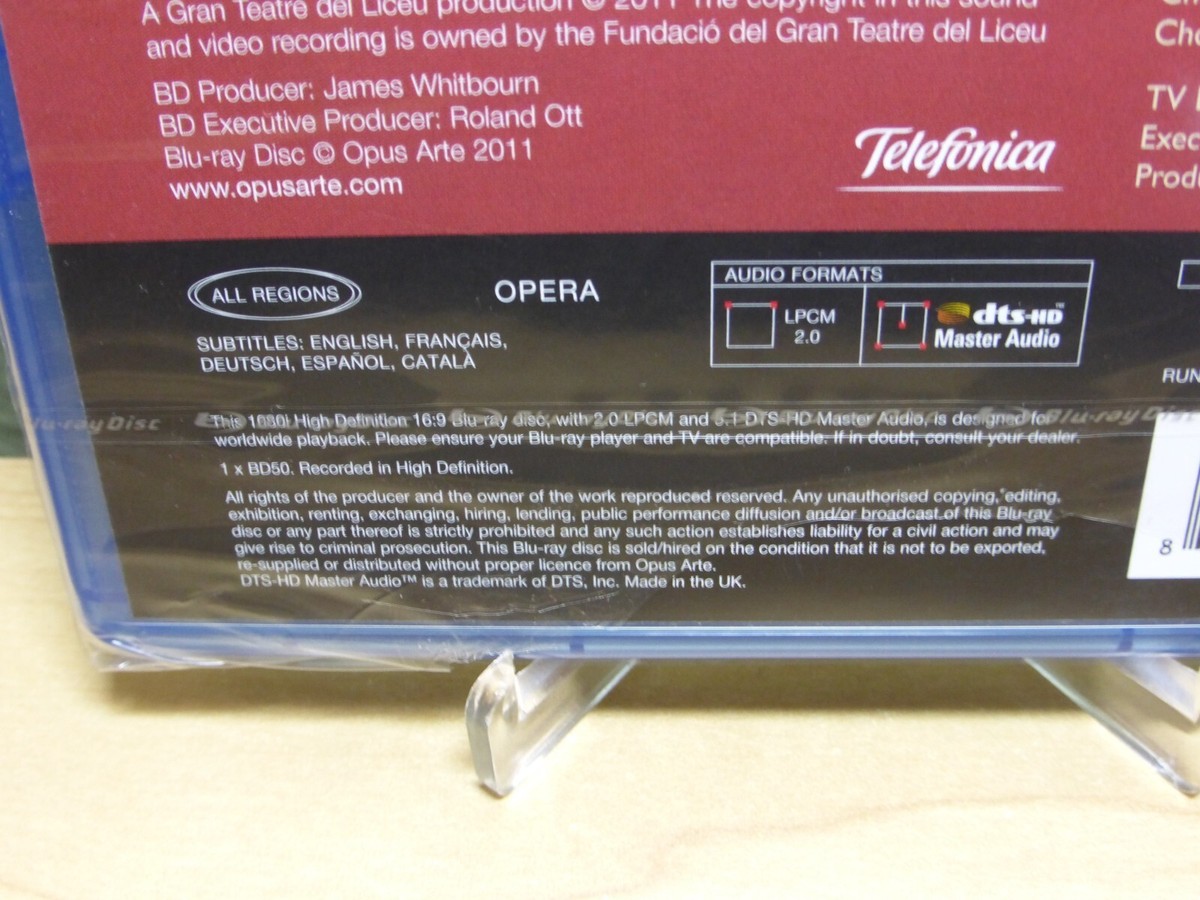 A Gran Teatre del Liceu production © 2011 The copyright in this sound
and video recording is owned by the Fundació del Gran Teatre del Liceu
BD Producer: James Whitbourn
BD Executive Producer: Roland Ott
Blu-ray Disc © Opus Arte 2011
www.opusarte.com
Telefónica
TV
Exec
Produ
ALL REGIONS
OPERA
SUBTITLES: ENGLISH, FRANÇAIS,
DEUTSCH, ESPAÑOL, CATALÀ
AUDIO FORMATS
LPCM
2.0
dts-HD™
Master Audio
RUN
This 1080i High Definition 16:9 Blu-ray disc, with 2.0 LPCM and 5.1 DTS-HD Master Audio, is designed for
worldwide playback. Please ensure your Blu-ray player and TV are compatible. If in doubt, consult your dealer.
Blu-ray Disc
1 x BD50. Recorded in High Definition.
All rights of the producer and the owner of the work reproduced reserved. Any unauthorised copying, editing,
exhibition, renting, exchanging, hiring, lending, public performance diffusion and/or broadcast of this Blu-ray
disc or any part thereof is strictly prohibited and any such action establishes liability for a civil action and may
give rise to criminal prosecution. This Blu-ray disc is sold/hired on the condition that it is not to be exported,
re-supplied or distributed without proper licence from Opus Arte.
DTS-HD Master Audio™ is a trademark of DTS, Inc. Made in the UK.
8